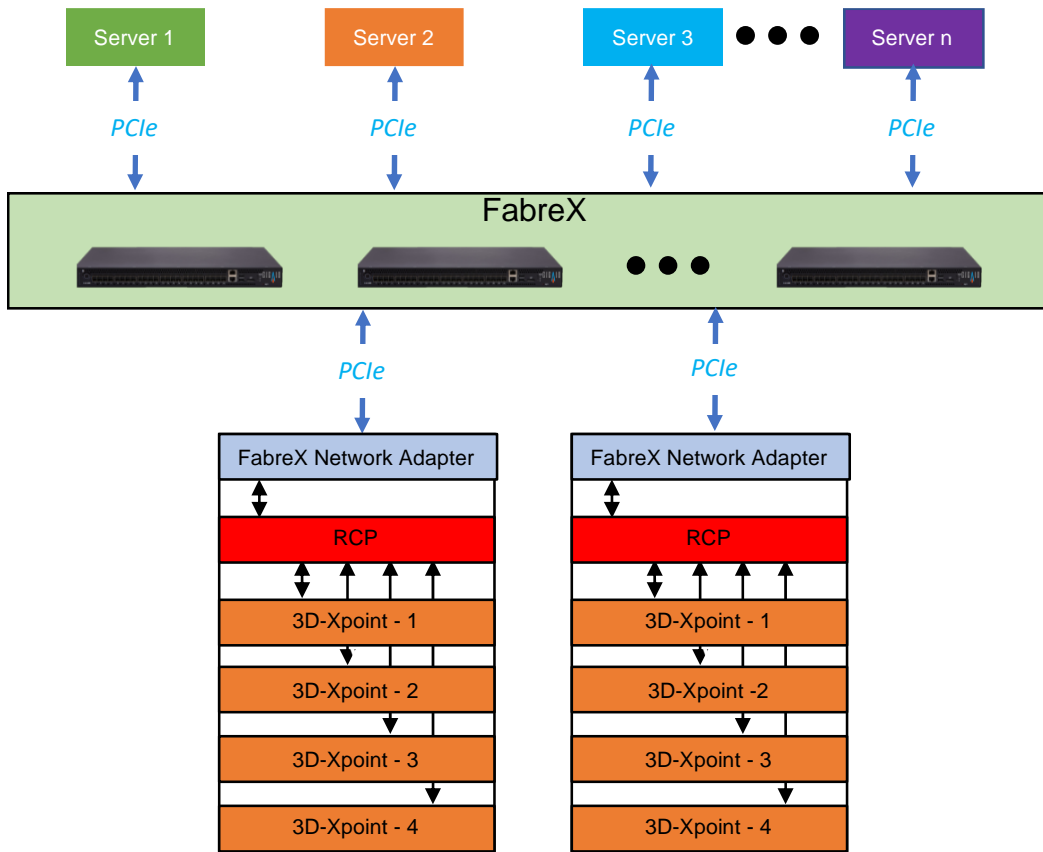 Server 1
Server 2
Server 3
Server n
PCIe
PCIe
PCIe
PCIe
FabreX
PCIe
PCIe
FabreX Network Adapter
FabreX Network Adapter
RCP
RCP
3D-Xpoint - 1
3D-Xpoint - 1
3D-Xpoint - 2
3D-Xpoint -2
3D-Xpoint - 3
3D-Xpoint - 3
3D-Xpoint - 4
3D-Xpoint - 4